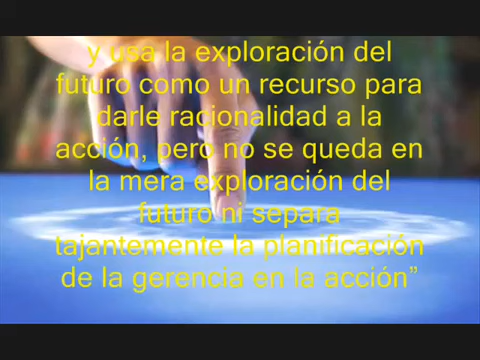 y usa la exploración del
futuro como un recurso para
darle racionalidad a la
acción, pero no se queda en
la mera exploración del
futuro ni separa
tajantemente la planificación
de la gerencia en la acción”